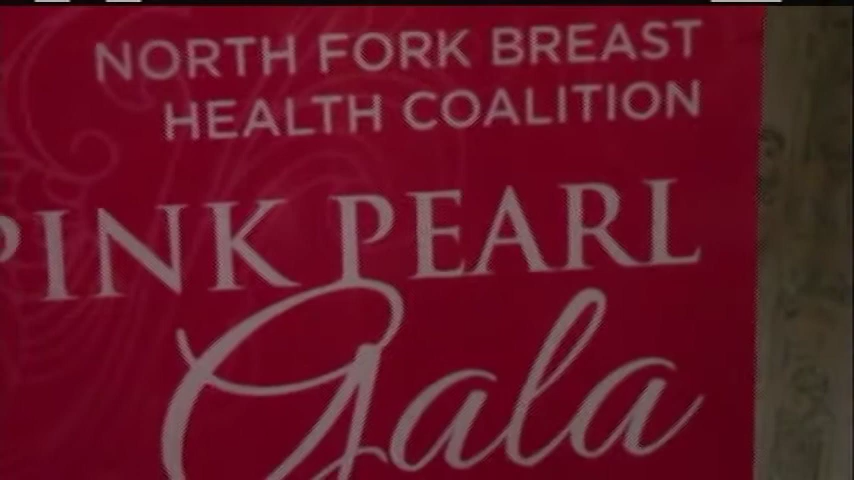 NORTH FORK BREAST
HEALTH COALITION
PINK PEARL
Gala